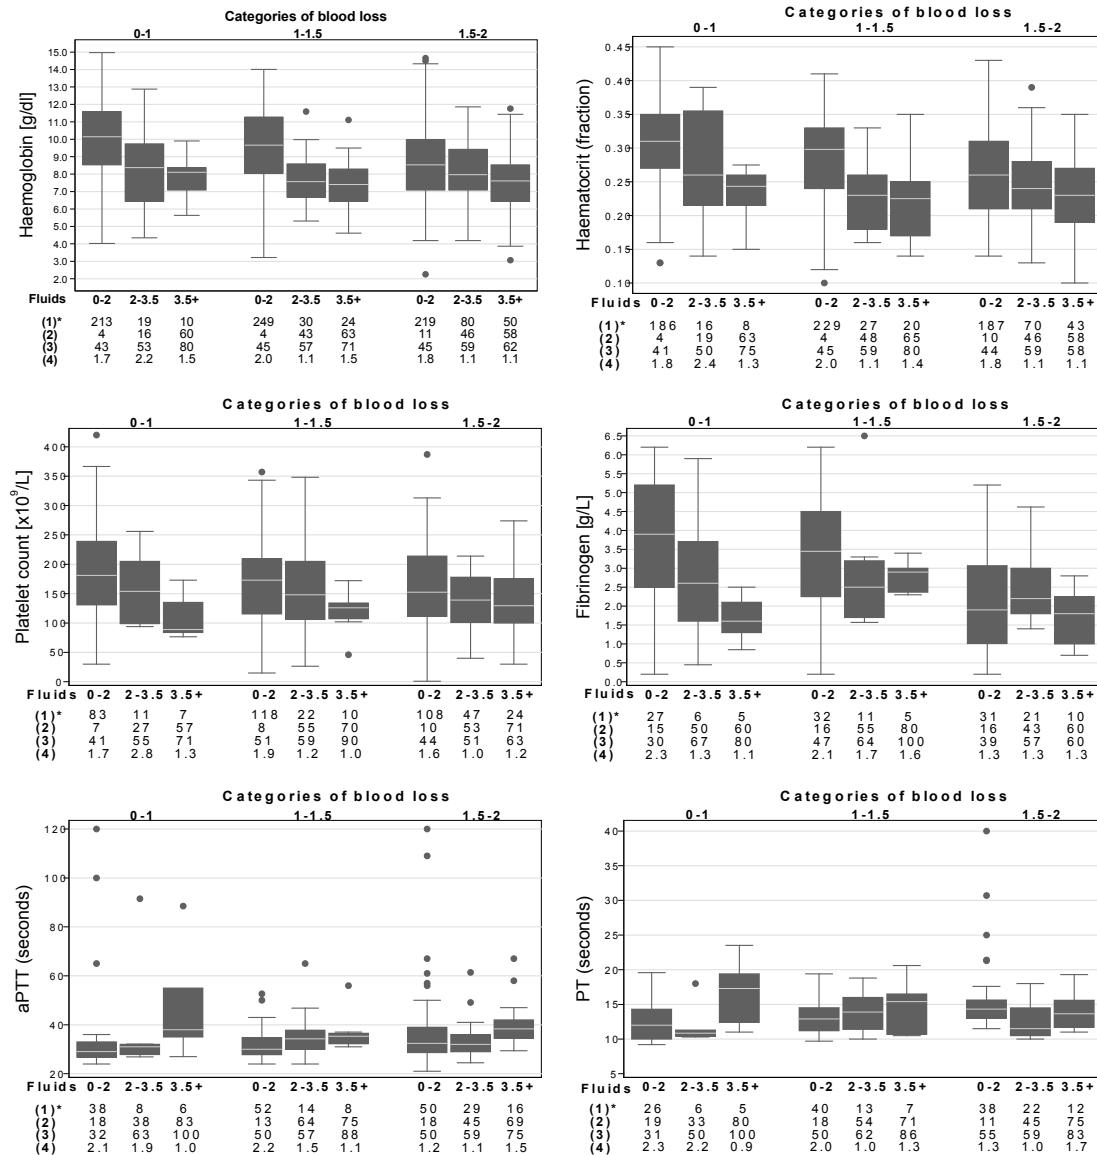 Categories of blood loss
0-1 1-1.5 1.5-2
Haemoglobin [g/dl]
15.0
14.0
13.0
12.0
11.0
10.0
9.0
8.0
7.0
6.0
5.0
4.0
3.0
2.0
Fluids 0-2 2-3.5 3.5+ 0-2 2-3.5 3.5+ 0-2 2-3.5 3.5+
(1)* 213 19 10 249 30 24 219 80 50
(2) 4 16 60 4 43 63 11 46 58
(3) 43 53 80 45 57 71 45 59 62
(4) 1.7 2.2 1.5 2.0 1.1 1.5 1.8 1.1 1.1
Categories of blood loss
0-1 1-1.5 1.5-2
Haematocrit (fraction)
0.45
0.40
0.35
0.30
0.25
0.20
0.15
0.10
Fluids 0-2 2-3.5 3.5+ 0-2 2-3.5 3.5+ 0-2 2-3.5 3.5+
(1)* 186 16 8 229 27 20 187 70 43
(2) 4 19 63 4 48 65 10 46 58
(3) 41 50 75 45 59 80 44 59 58
(4) 1.8 2.4 1.3 2.0 1.1 1.4 1.8 1.1 1.1
Categories of blood loss
0-1 1-1.5 1.5-2
Platelet count [x10⁹/L]
400
350
300
250
200
150
100
50
0
Fluids 0-2 2-3.5 3.5+ 0-2 2-3.5 3.5+ 0-2 2-3.5 3.5+
(1)* 83 11 7 118 22 10 108 47 24
(2) 7 27 57 8 55 70 10 53 71
(3) 41 55 71 51 59 90 44 51 63
(4) 1.7 2.8 1.3 1.9 1.2 1.0 1.6 1.0 1.2
Categories of blood loss
0-1 1-1.5 1.5-2
Fibrinogen [g/L]
6.5
6.0
5.5
5.0
4.5
4.0
3.5
3.0
2.5
2.0
1.5
1.0
0.5
0.0
Fluids 0-2 2-3.5 3.5+ 0-2 2-3.5 3.5+ 0-2 2-3.5 3.5+
(1)* 27 6 5 32 11 5 31 21 10
(2) 15 50 60 16 55 80 16 43 60
(3) 30 67 80 47 64 100 39 57 60
(4) 2.3 1.3 1.1 2.1 1.7 1.6 1.3 1.3 1.3
Categories of blood loss
0-1 1-1.5 1.5-2
aPTT (seconds)
120
100
80
60
40
20
Fluids 0-2 2-3.5 3.5+ 0-2 2-3.5 3.5+ 0-2 2-3.5 3.5+
(1)* 38 8 6 52 14 8 50 29 16
(2) 18 38 83 13 64 75 18 45 69
(3) 32 63 100 50 57 88 50 59 75
(4) 2.1 1.9 1.0 2.2 1.5 1.1 1.2 1.1 1.5
Categories of blood loss
0-1 1-1.5 1.5-2
PT (seconds)
40
35
30
25
20
15
10
5
Fluids 0-2 2-3.5 3.5+ 0-2 2-3.5 3.5+ 0-2 2-3.5 3.5+
(1)* 26 6 5 40 13 7 38 22 12
(2) 19 33 80 18 54 71 11 45 75
(3) 31 50 100 50 62 86 55 59 83
(4) 2.3 2.2 0.9 2.0 1.0 1.3 1.2 1.0 1.7